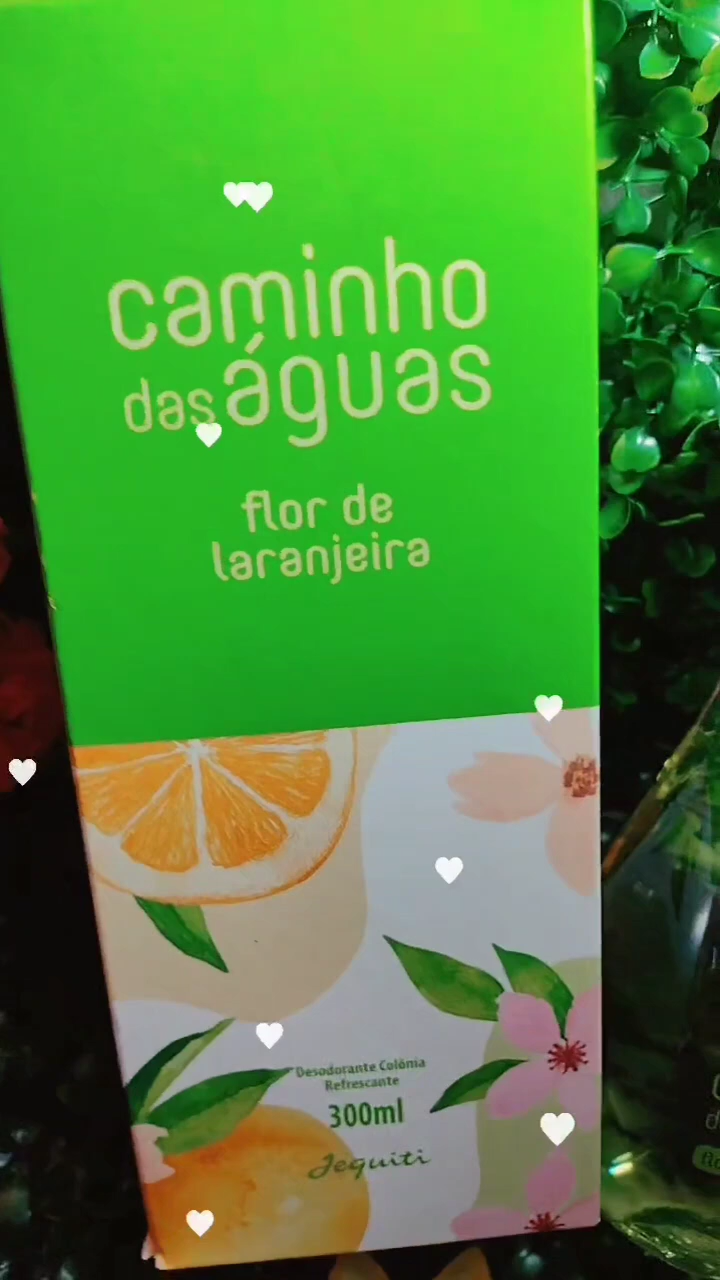 caminho
das águas
flor de
laranjeira
Desodorante Colônia
Refrescante
300ml
Jequiti